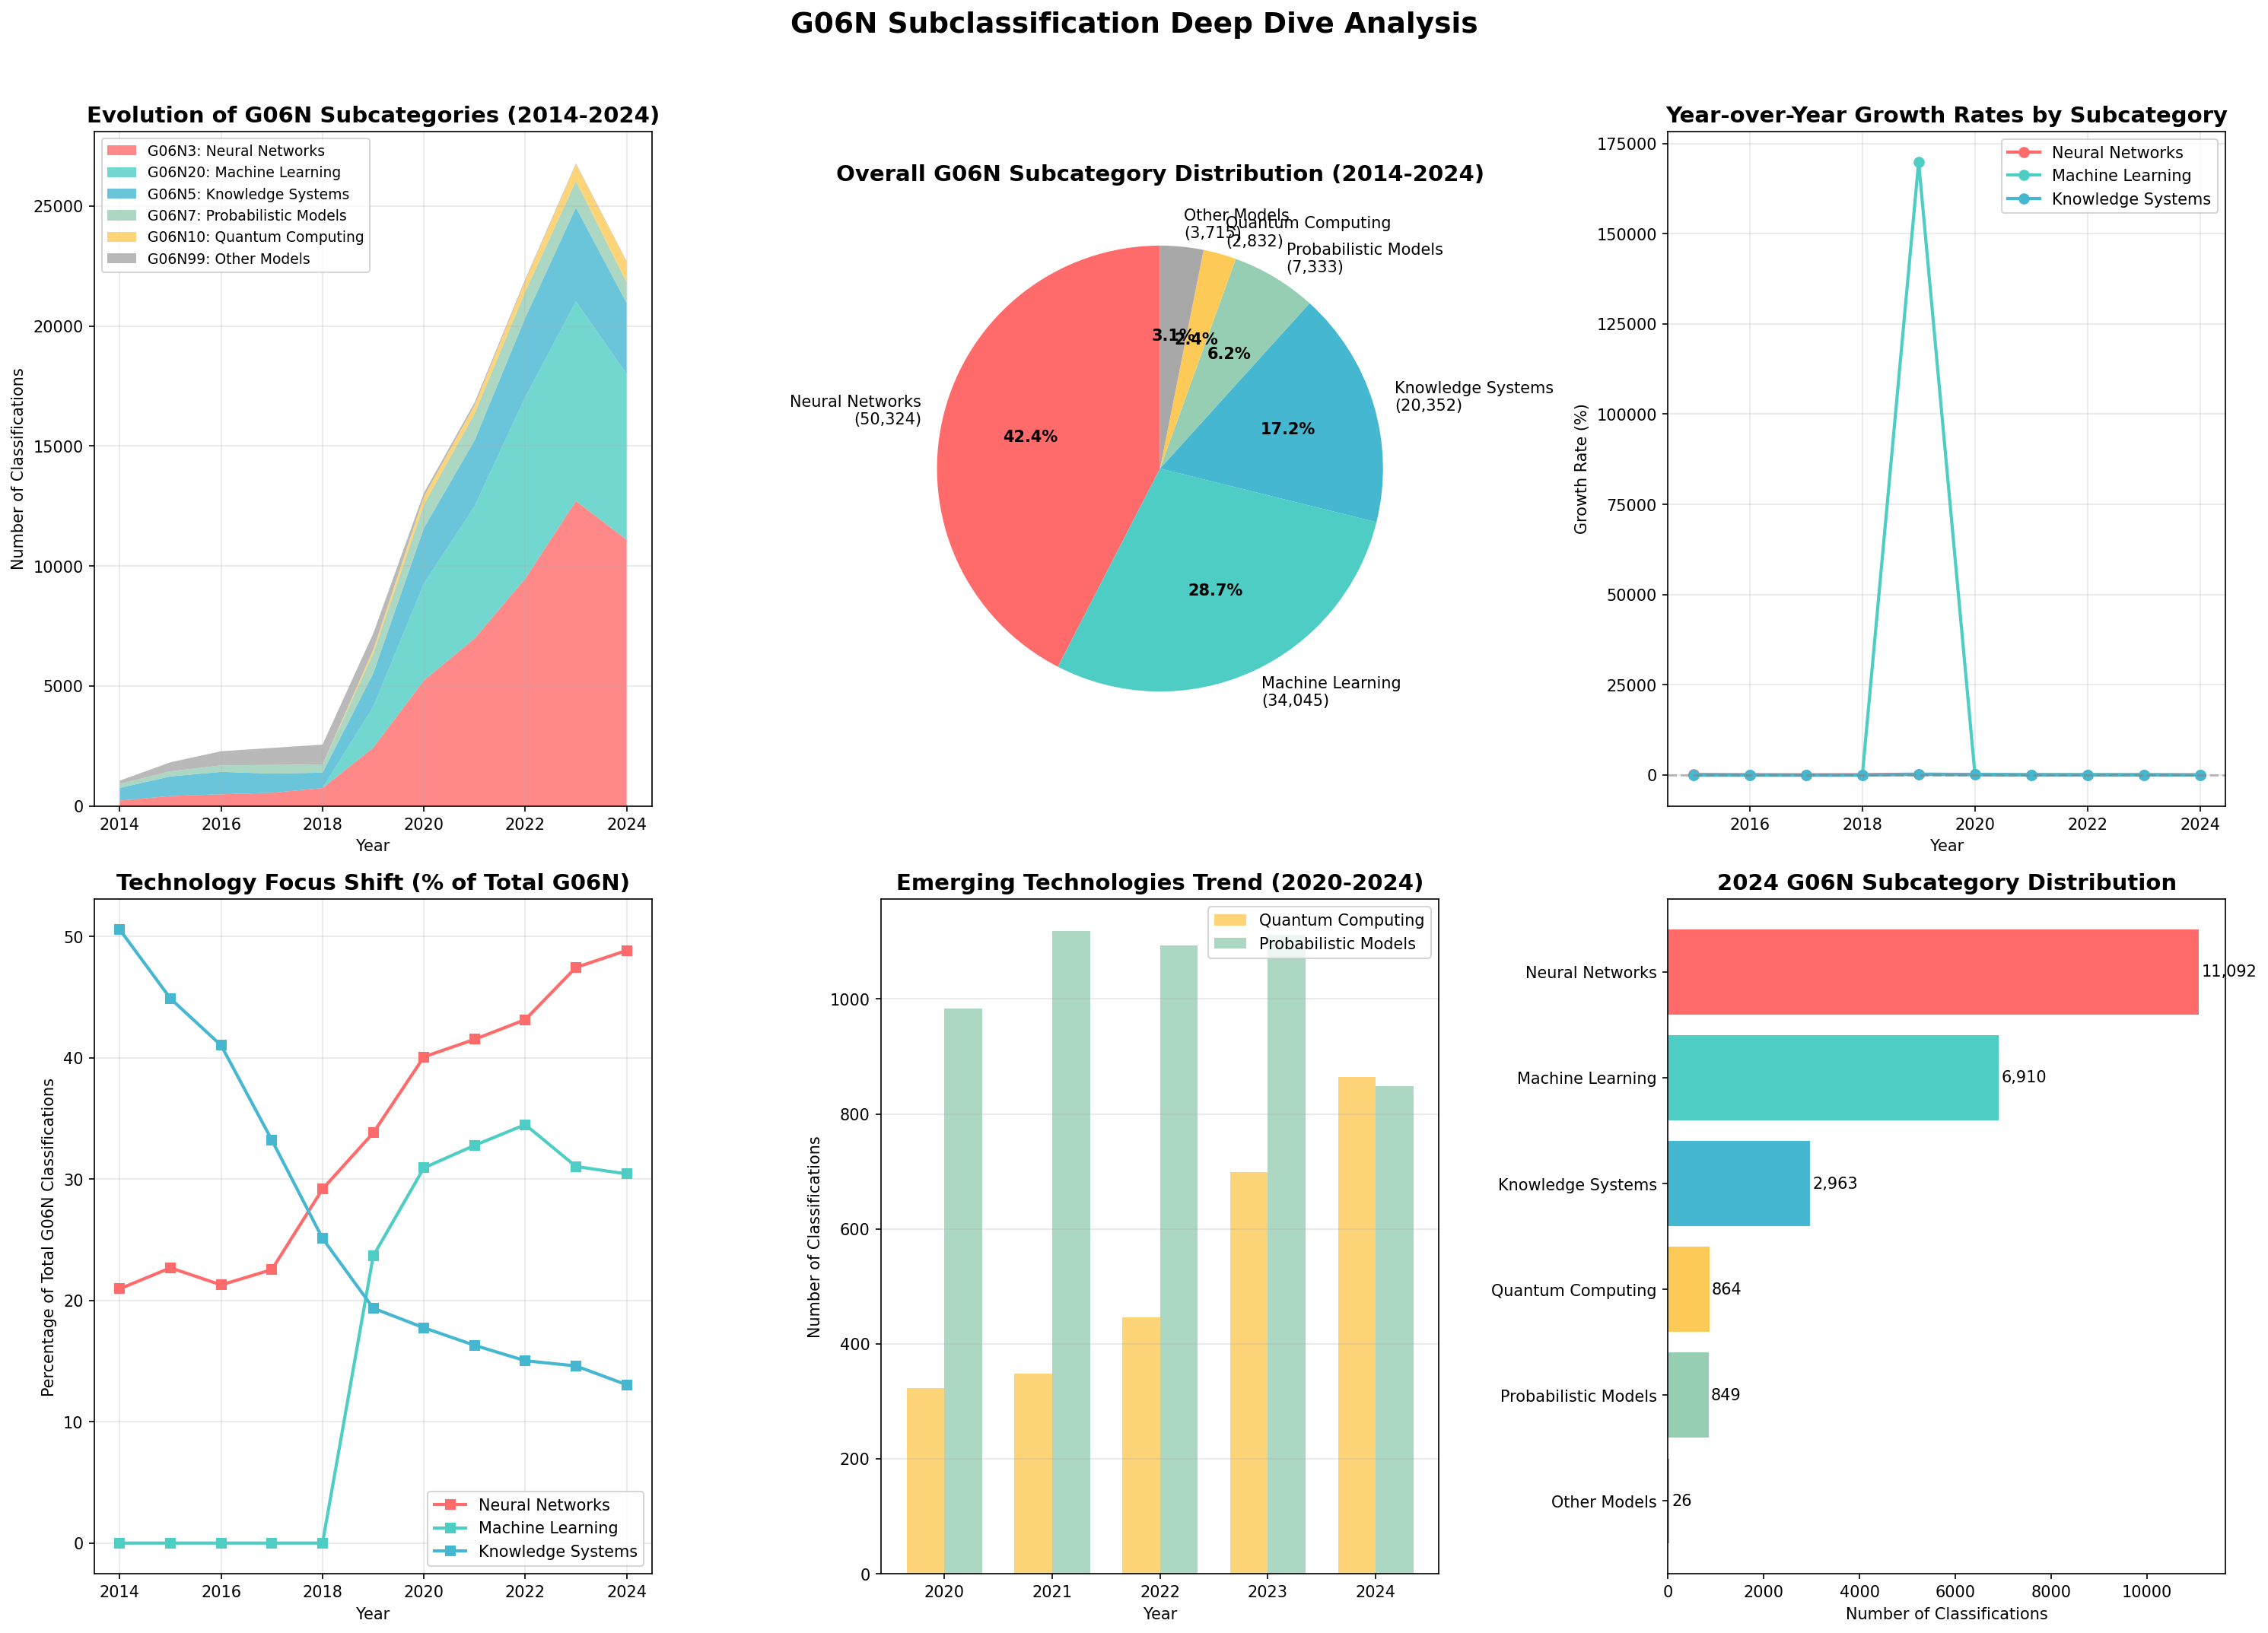 G06N Subclassification Deep Dive Analysis
Evolution of G06N Subcategories (2014-2024)
G06N3: Neural Networks
G06N20: Machine Learning
G06N5: Knowledge Systems
G06N7: Probabilistic Models
G06N10: Quantum Computing
G06N99: Other Models
Number of Classifications
25000
20000
15000
10000
5000
0
2014 2016 2018 2020 2022 2024
Year
Overall G06N Subcategory Distribution (2014-2024)
Other Models
(3,715)
Quantum Computing
(2,832)
Probabilistic Models
(7,333)
Knowledge Systems
(20,352)
Neural Networks
(50,324)
Machine Learning
(34,045)
3.1%
2.4%
6.2%
17.2%
42.4%
28.7%
Year-over-Year Growth Rates by Subcategory
Neural Networks
Machine Learning
Knowledge Systems
Growth Rate (%)
175000
150000
125000
100000
75000
50000
25000
0
2016 2018 2020 2022 2024
Year
Technology Focus Shift (% of Total G06N)
Percentage of Total G06N Classifications
50
40
30
20
10
0
Neural Networks
Machine Learning
Knowledge Systems
2014 2016 2018 2020 2022 2024
Year
Emerging Technologies Trend (2020-2024)
Quantum Computing
Probabilistic Models
Number of Classifications
1000
800
600
400
200
0
2020 2021 2022 2023 2024
Year
2024 G06N Subcategory Distribution
Neural Networks 11,092
Machine Learning 6,910
Knowledge Systems 2,963
Quantum Computing 864
Probabilistic Models 849
Other Models 26
0 2000 4000 6000 8000 10000
Number of Classifications